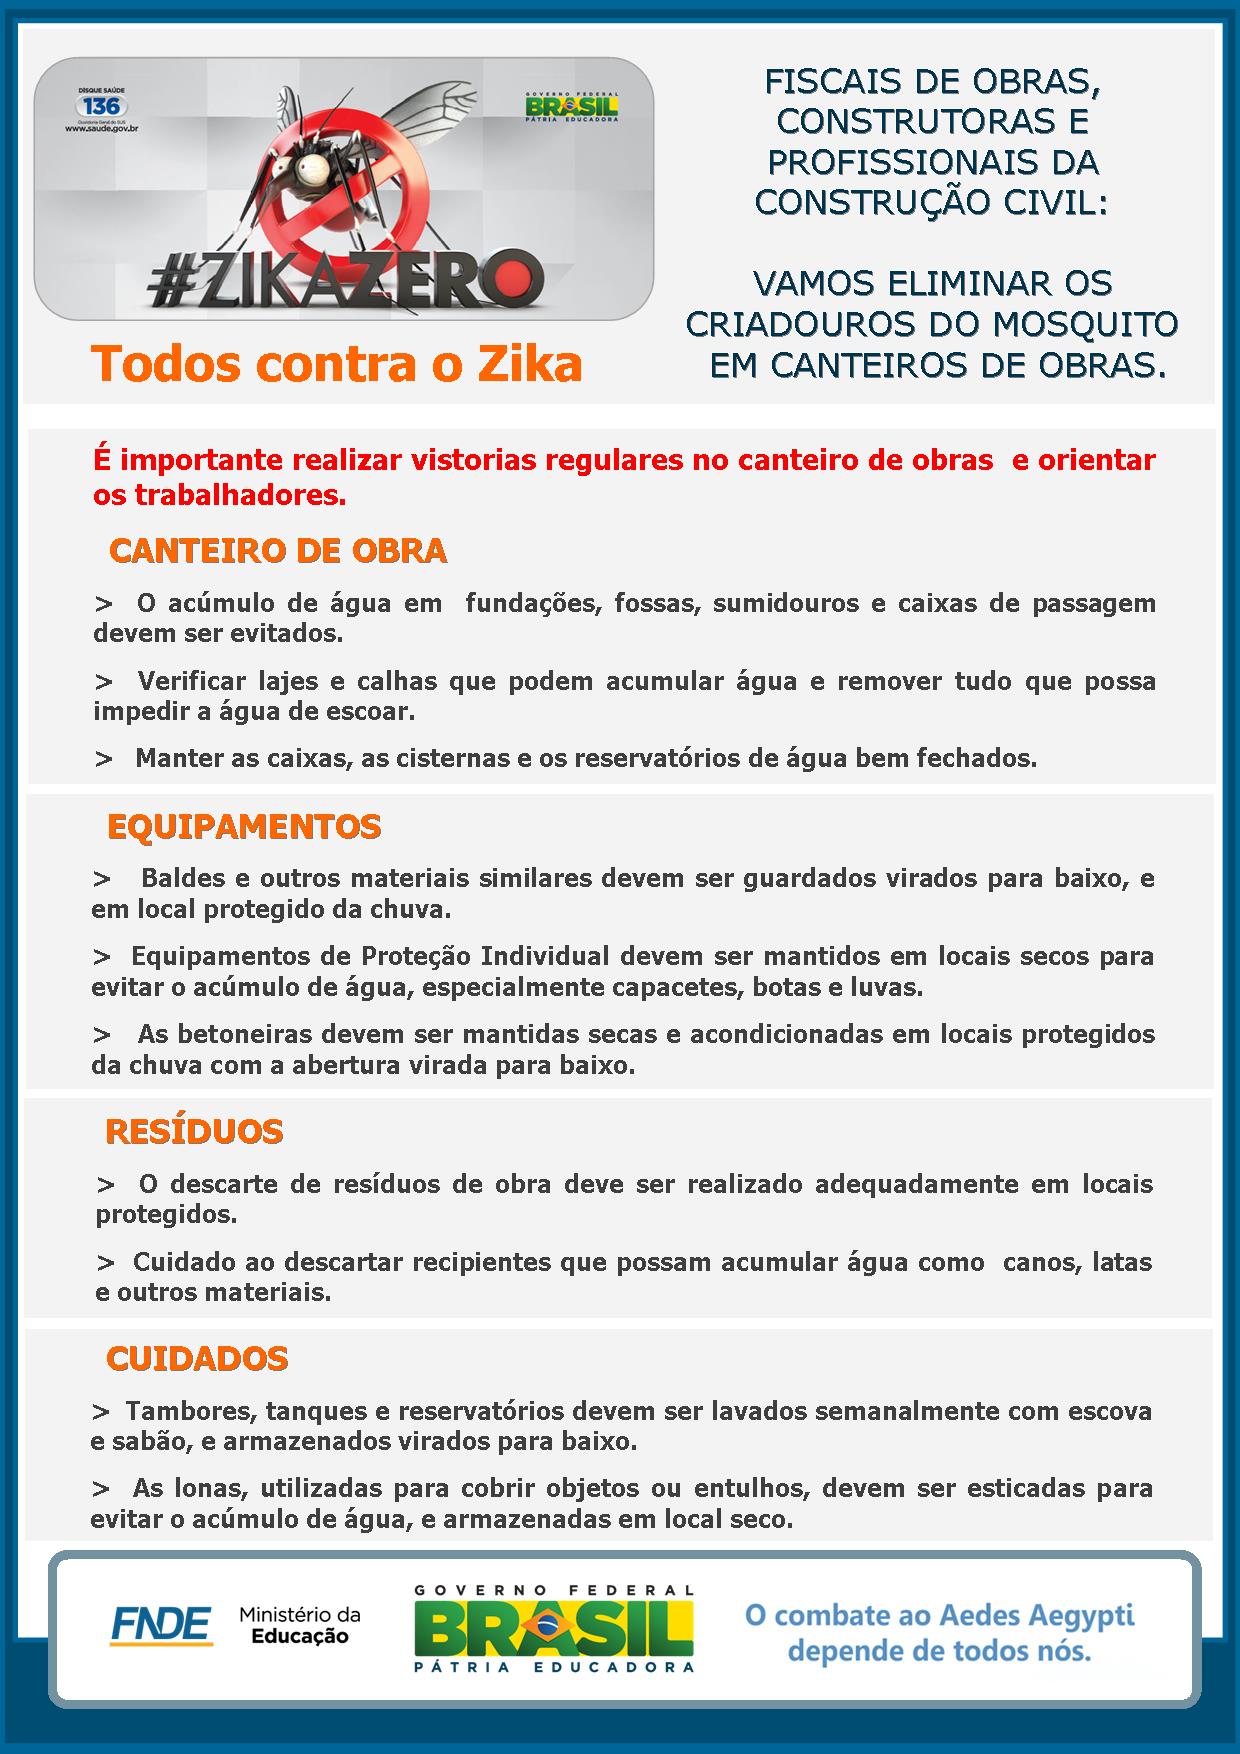 DISQUE SAÚDE
136
Ouvidoria Geral do SUS
www.saude.gov.br
GOVERNO FEDERAL
BRASIL
PÁTRIA EDUCADORA
#ZIKAZERO
Todos contra o Zika
FISCAIS DE OBRAS,
CONSTRUTORAS E
PROFISSIONAIS DA
CONSTRUÇÃO CIVIL:
VAMOS ELIMINAR OS
CRIADOUROS DO MOSQUITO
EM CANTEIROS DE OBRAS.
É importante realizar vistorias regulares no canteiro de obras e orientar
os trabalhadores.
CANTEIRO DE OBRA
> O acúmulo de água em fundações, fossas, sumidouros e caixas de passagem
devem ser evitados.
> Verificar lajes e calhas que podem acumular água e remover tudo que possa
impedir a água de escoar.
> Manter as caixas, as cisternas e os reservatórios de água bem fechados.
EQUIPAMENTOS
> Baldes e outros materiais similares devem ser guardados virados para baixo, e
em local protegido da chuva.
> Equipamentos de Proteção Individual devem ser mantidos em locais secos para
evitar o acúmulo de água, especialmente capacetes, botas e luvas.
> As betoneiras devem ser mantidas secas e acondicionadas em locais protegidos
da chuva com a abertura virada para baixo.
RESÍDUOS
> O descarte de resíduos de obra deve ser realizado adequadamente em locais
protegidos.
> Cuidado ao descartar recipientes que possam acumular água como canos, latas
e outros materiais.
CUIDADOS
> Tambores, tanques e reservatórios devem ser lavados semanalmente com escova
e sabão, e armazenados virados para baixo.
> As lonas, utilizadas para cobrir objetos ou entulhos, devem ser esticadas para
evitar o acúmulo de água, e armazenadas em local seco.
FNDE
Ministério da
Educação
GOVERNO FEDERAL
BRASIL
PÁTRIA EDUCADORA
O combate ao Aedes Aegypti
depende de todos nós.